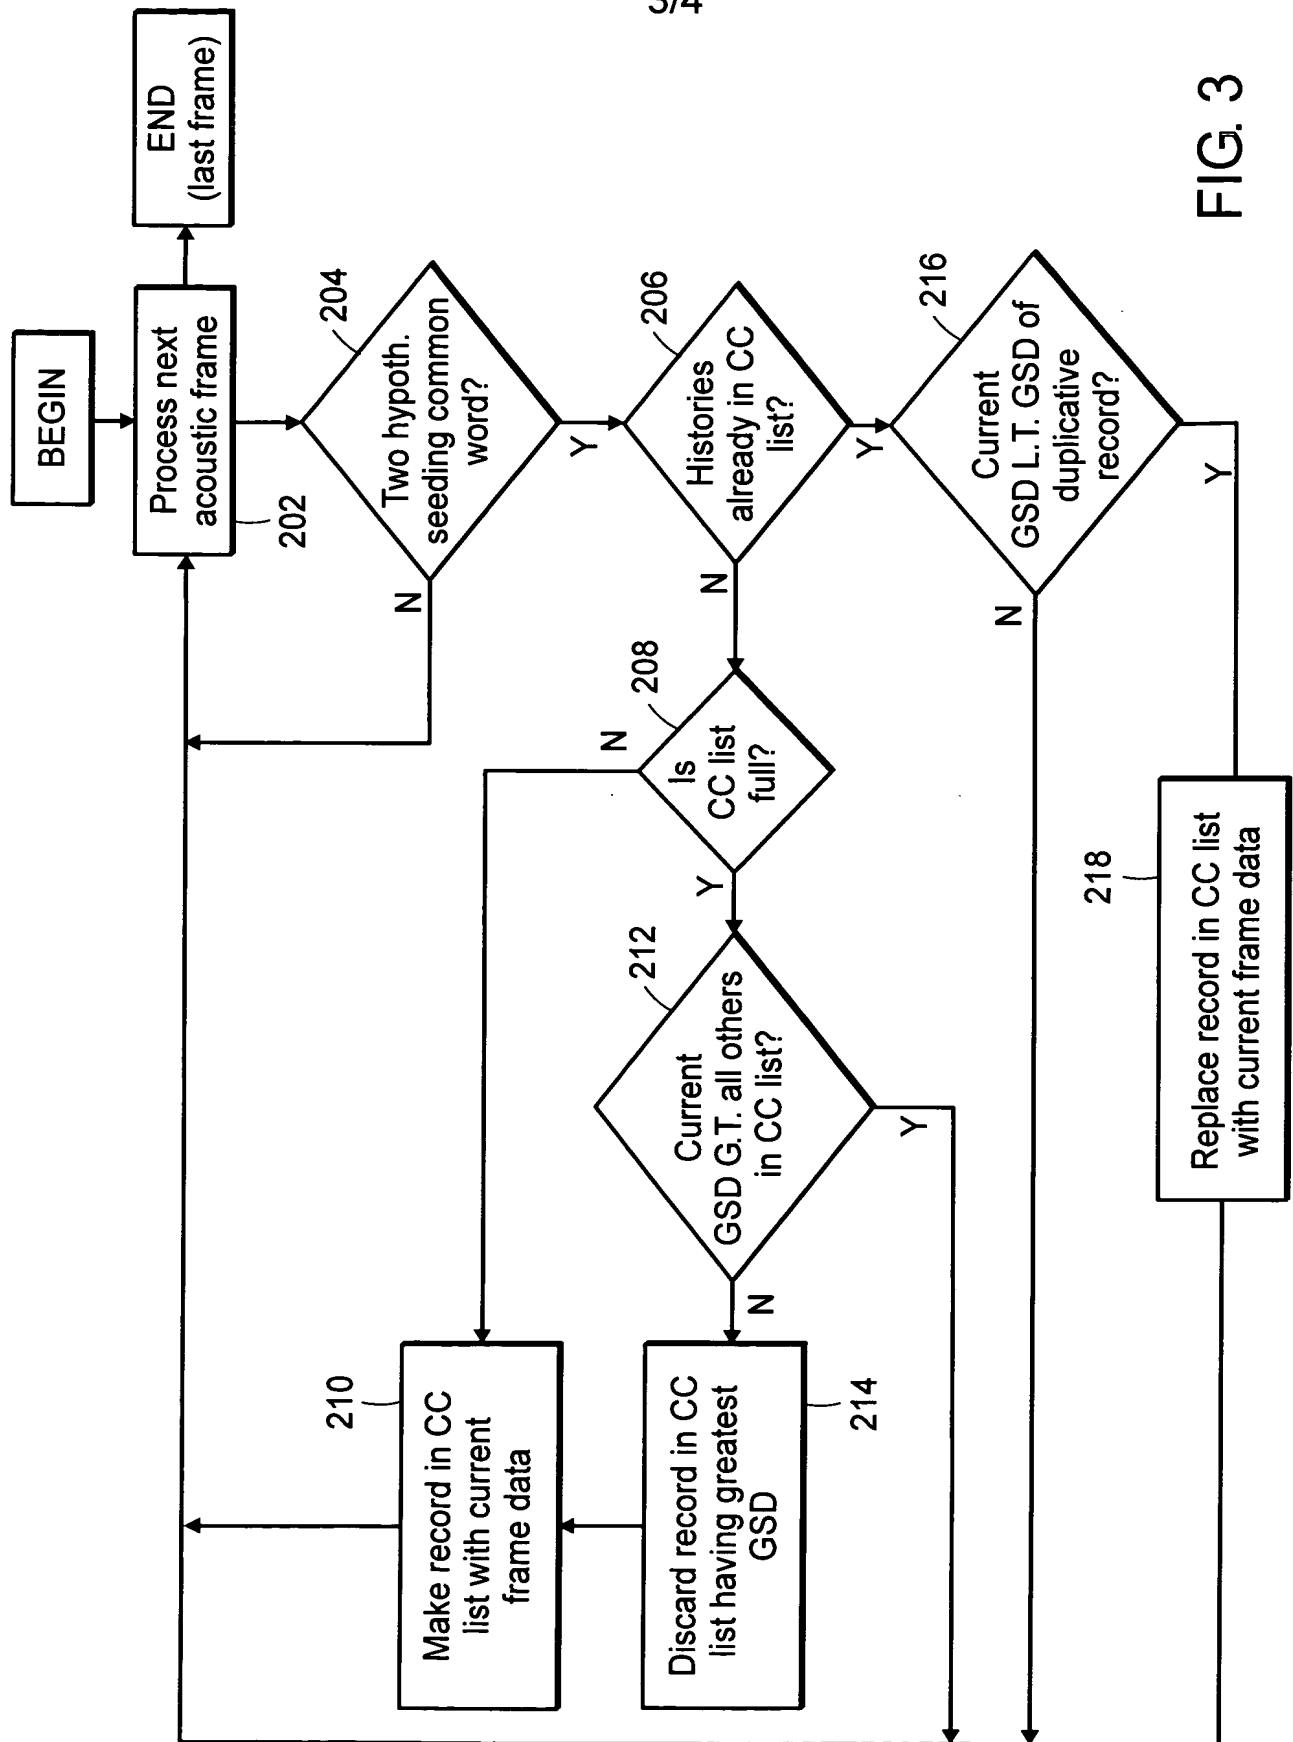 3/4
BEGIN
END
(last frame)
Process next
acoustic frame
202
204
Two hypoth.
seeding common
word?
N
Y
206
Histories
already in CC
list?
N
Y
216
Current
GSD L.T. GSD of
duplicative
record?
N
Y
208
Is
CC list
full?
N
Y
212
Current
GSD G.T. all others
in CC list?
N
Y
210
Make record in CC
list with current
frame data
Discard record in CC
list having greatest
GSD
214
218
Replace record in CC list
with current frame data
FIG. 3